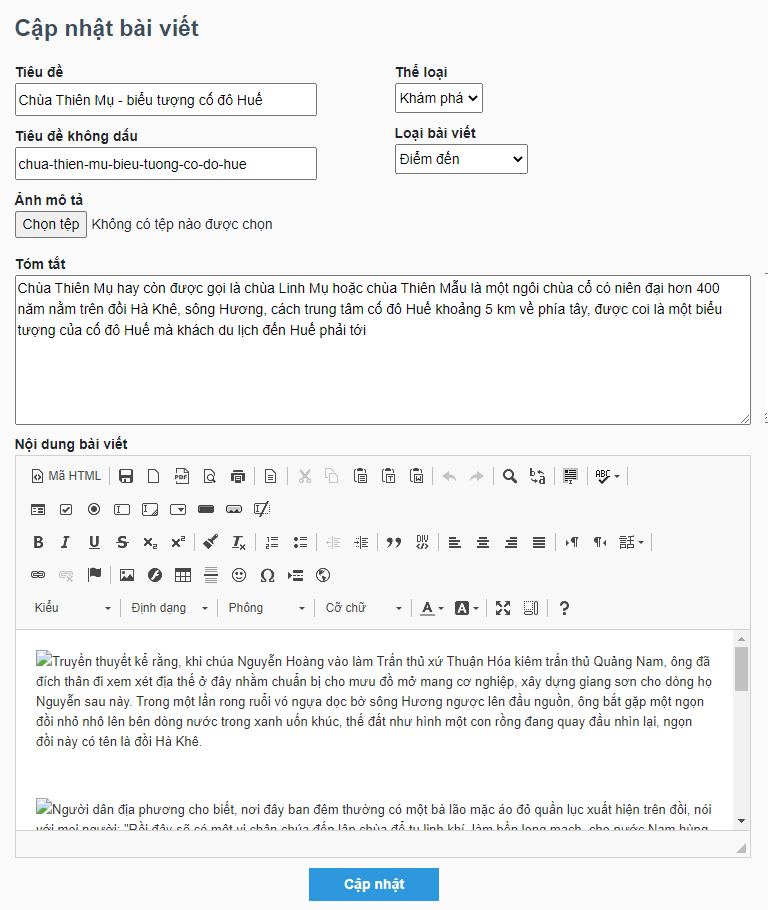 Cập nhật bài viết
Tiêu đề
Thể loại
Chùa Thiên Mụ - biểu tượng cố đô Huế
Khám phá
Tiêu đề không dấu
Loại bài viết
chua-thien-mu-bieu-tuong-co-do-hue
Điểm đến
Ảnh mô tả
Chọn tệp Không có tệp nào được chọn
Tóm tắt
Chùa Thiên Mụ hay còn được gọi là chùa Linh Mụ hoặc chùa Thiên Mẫu là một ngôi chùa cổ có niên đại hơn 400
năm nằm trên đồi Hà Khê, sông Hương, cách trung tâm cố đô Huế khoảng 5 km về phía tây, được coi là một biểu
tượng của cố đô Huế mà khách du lịch đến Huế phải tới
Nội dung bài viết
Mã HTML
Kiểu Định dạng Phông Cỡ chữ
Truyền thuyết kể rằng, khi chúa Nguyễn Hoàng vào làm Trấn thủ xứ Thuận Hóa kiêm trấn thủ Quảng Nam, ông đã
đích thân đi xem xét địa thế ở đây nhằm chuẩn bị cho mưu đồ mở mang cơ nghiệp, xây dựng giang sơn cho dòng họ
Nguyễn sau này. Trong một lần rong ruổi vó ngựa dọc bờ sông Hương ngược lên đầu nguồn, ông bắt gặp một ngọn
đồi nhỏ nhô lên bên dòng nước trong xanh uốn khúc, thế đất như hình một con rồng đang quay đầu nhìn lại, ngọn
đồi này có tên là đồi Hà Khê.
Người dân địa phương cho biết, nơi đây ban đêm thường có một bà lão mặc áo đỏ quần lục xuất hiện trên đồi, nói
với mọi người: "Rồi đây sẽ có một vị chân chúa đến lập chùa để tụ linh khí, làm bền long mạch, cho nước Nam hùng
Cập nhật